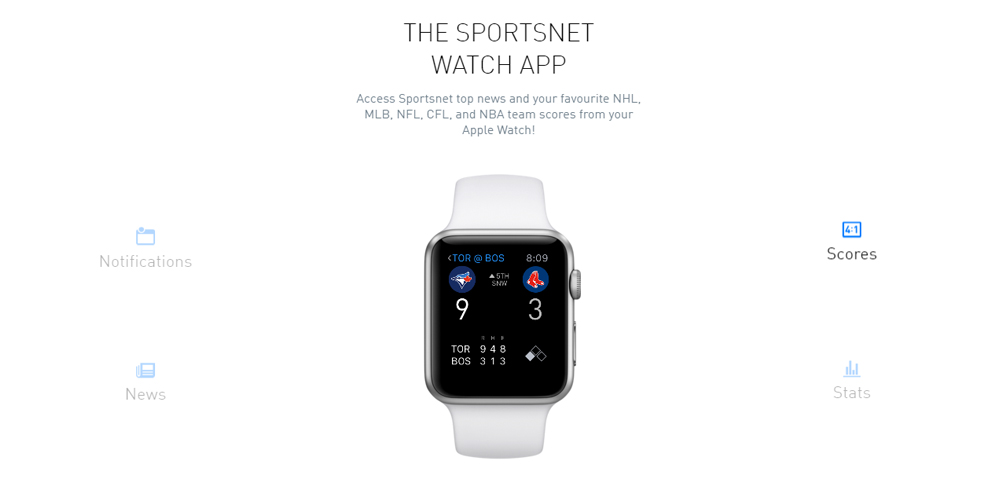 THE SPORTSNET
WATCH APP
Access Sportsnet top news and your favourite NHL,
MLB, NFL, CFL, and NBA team scores from your
Apple Watch!
Notifications
News
<TOR @ BOS 8:09
▲5TH
SNW
9 3
R H E
TOR 9 4 8
BOS 3 1 3
4:1
Scores
Stats